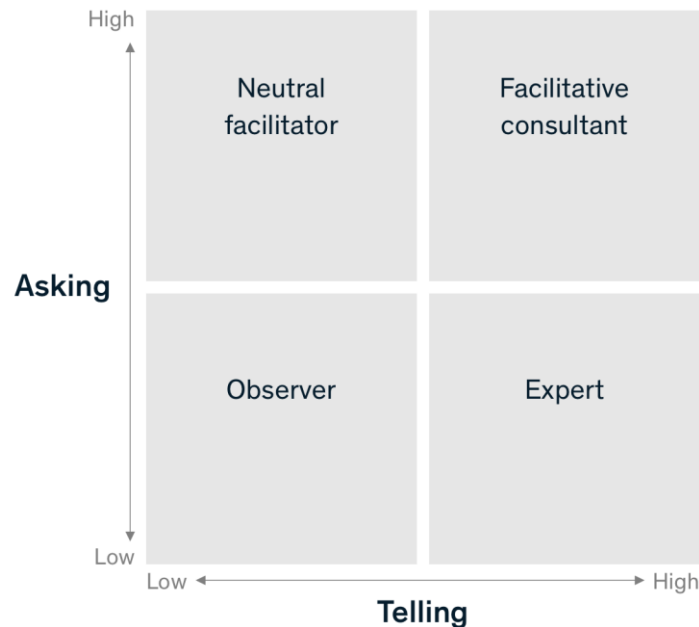 High
Neutral
facilitator
Facilitative
consultant
Asking
Observer
Expert
Low
Low
High
Telling